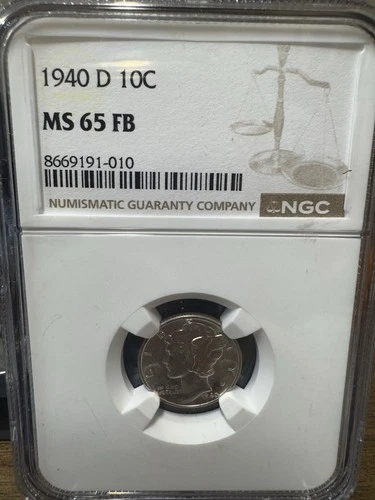 1940 D 10C
MS 65 FB
8669191-010
NUMISMATIC GUARANTY COMPANY
NGC